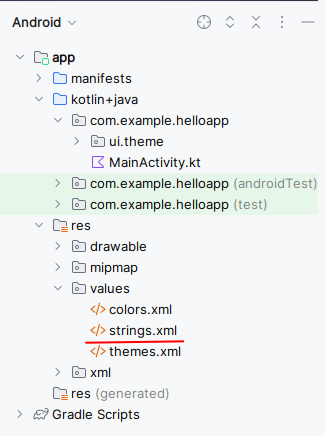 Android
app
manifests
kotlin+java
com.example.helloapp
ui.theme
MainActivity.kt
com.example.helloapp (androidTest)
com.example.helloapp (test)
res
drawable
mipmap
values
colors.xml
strings.xml
themes.xml
xml
res (generated)
Gradle Scripts